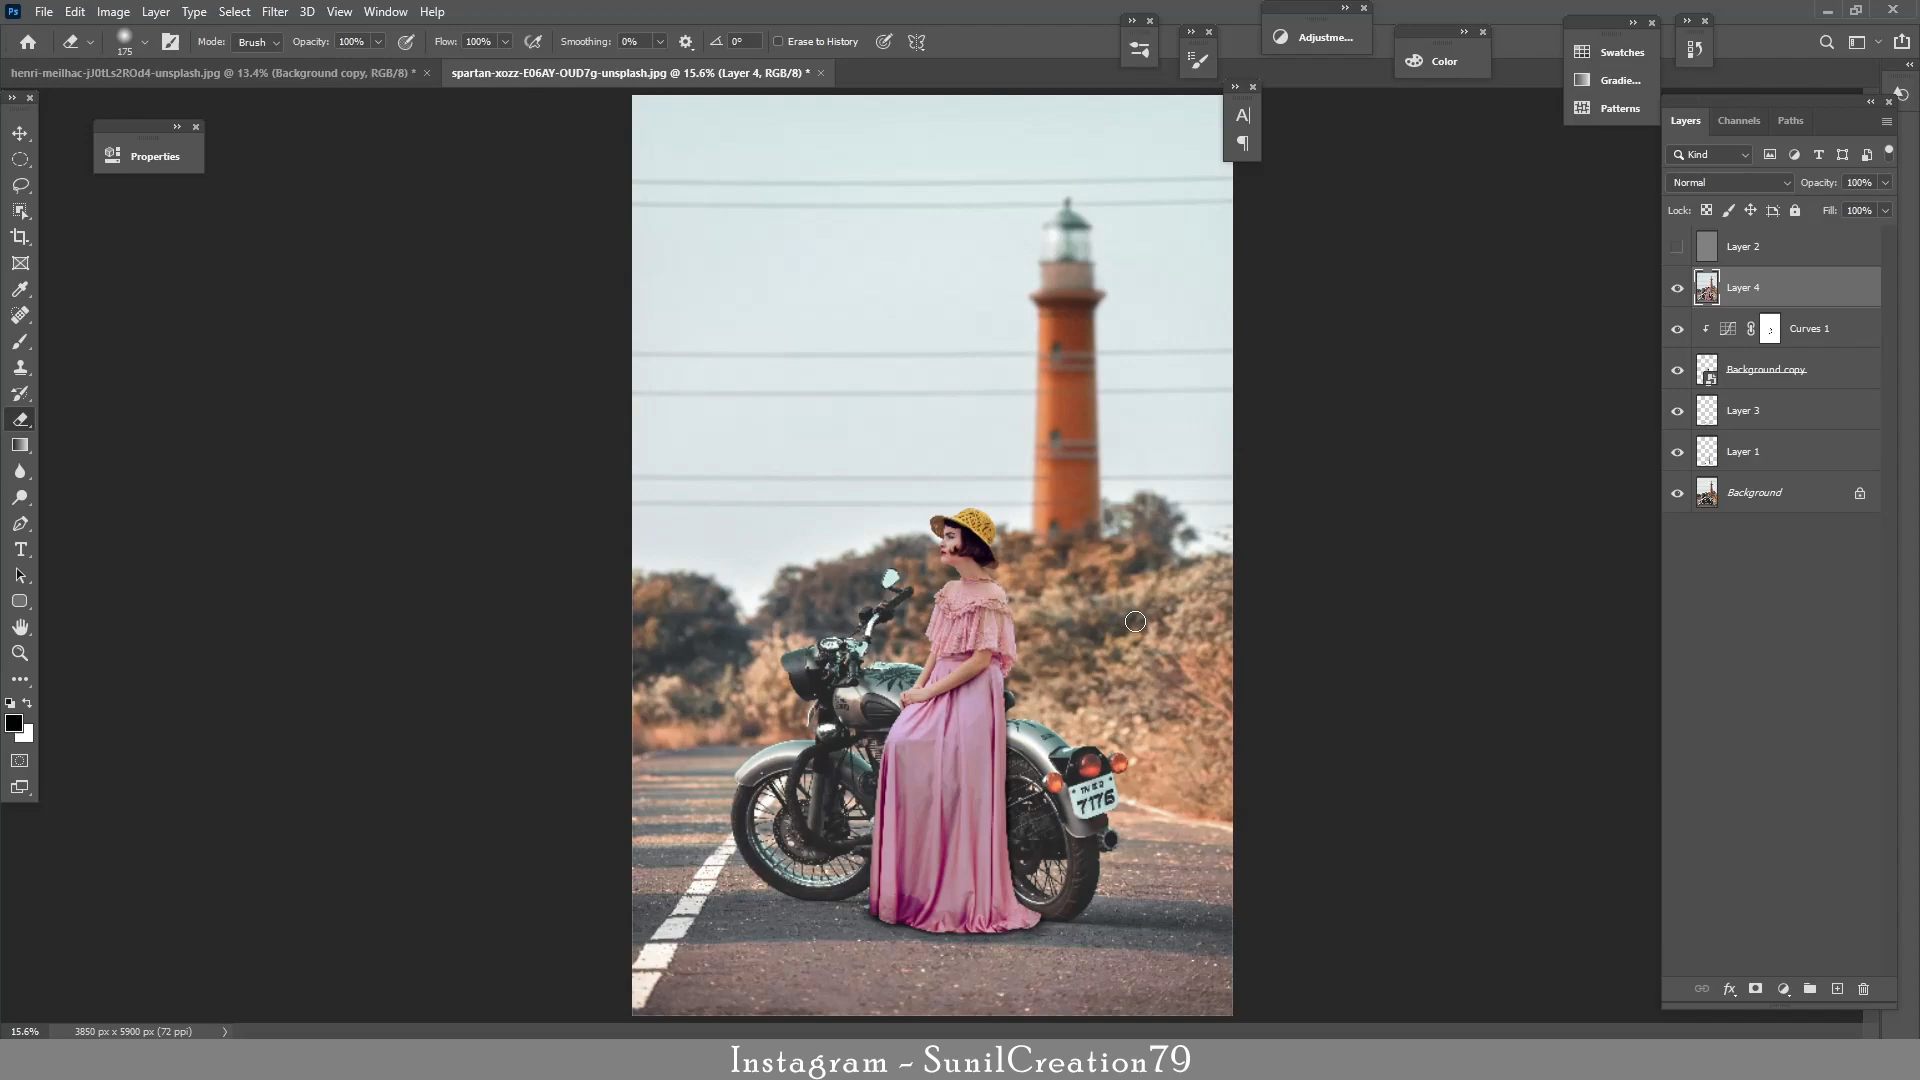 Ps File Edit Image Layer Type Select Filter 3D View Window Help
175 Mode: Brush Opacity: 100% Flow: 100% Smoothing: 0% 0° Erase to History
Adjustme...
Color
Swatches
Gradie...
Patterns
henri-meilhac-jJ0tLs2ROd4-unsplash.jpg @ 13.4% (Background copy, RGB/8) *
spartan-xozz-E06AY-OUD7g-unsplash.jpg @ 15.6% (Layer 4, RGB/8) *
Properties
Layers Channels Paths
Kind
Normal Opacity: 100%
Lock: Fill: 100%
Layer 2
Layer 4
Curves 1
Background copy
Layer 3
Layer 1
Background
7176
fx
15.6% 3850 px x 5900 px (72 ppi)
Instagram - SunilCreation79